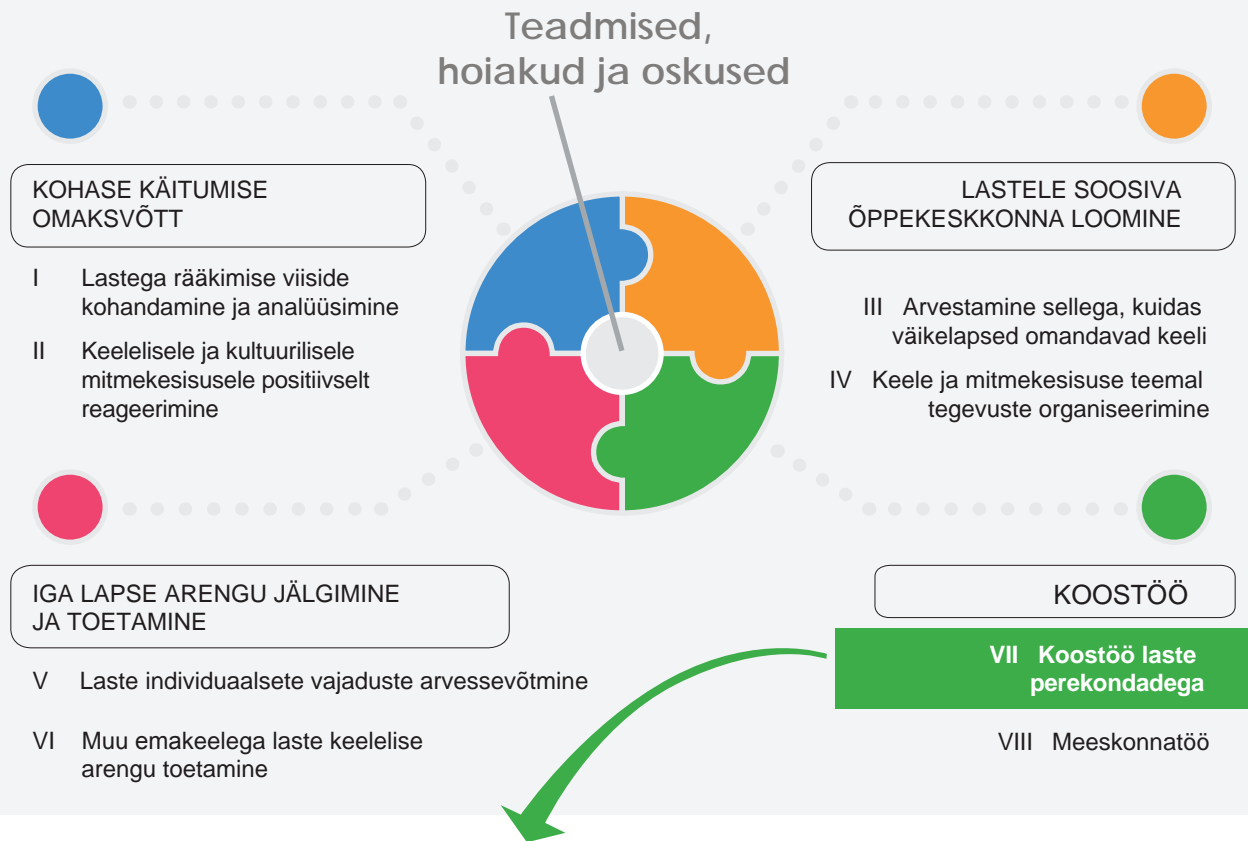 Teadmised,
hoiakud ja oskused
KOHASE KÄITUMISE
OMAKSVÕTT
I Lastega rääkimise viiside
kohandamine ja analüüsimine
II Keelelisele ja kultuurilisele
mitmekesisusele positiivselt
reageerimine
LASTELE SOOSIVA
ÕPPEKESKKONNA LOOMINE
III Arvestamine sellega, kuidas
väikelapsed omandavad keeli
IV Keele ja mitmekesisuse teemal
tegevuste organiseerimine
IGA LAPSE ARENGU JÄLGIMINE
JA TOETAMINE
V Laste individuaalsete vajaduste arvessevõtmine
VI Muu emakeelega laste keelelise
arengu toetamine
KOOSTÖÖ
VII Koostöö laste
perekondadega
VIII Meeskonnatöö